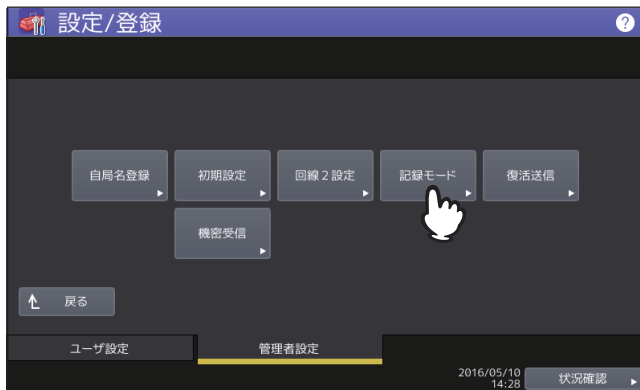 設定/登録
?
自局名登録
初期設定
回線２設定
記録モード
復活送信
機密受信
戻る
ユーザ設定
管理者設定
2016/05/10
14:28
状況確認